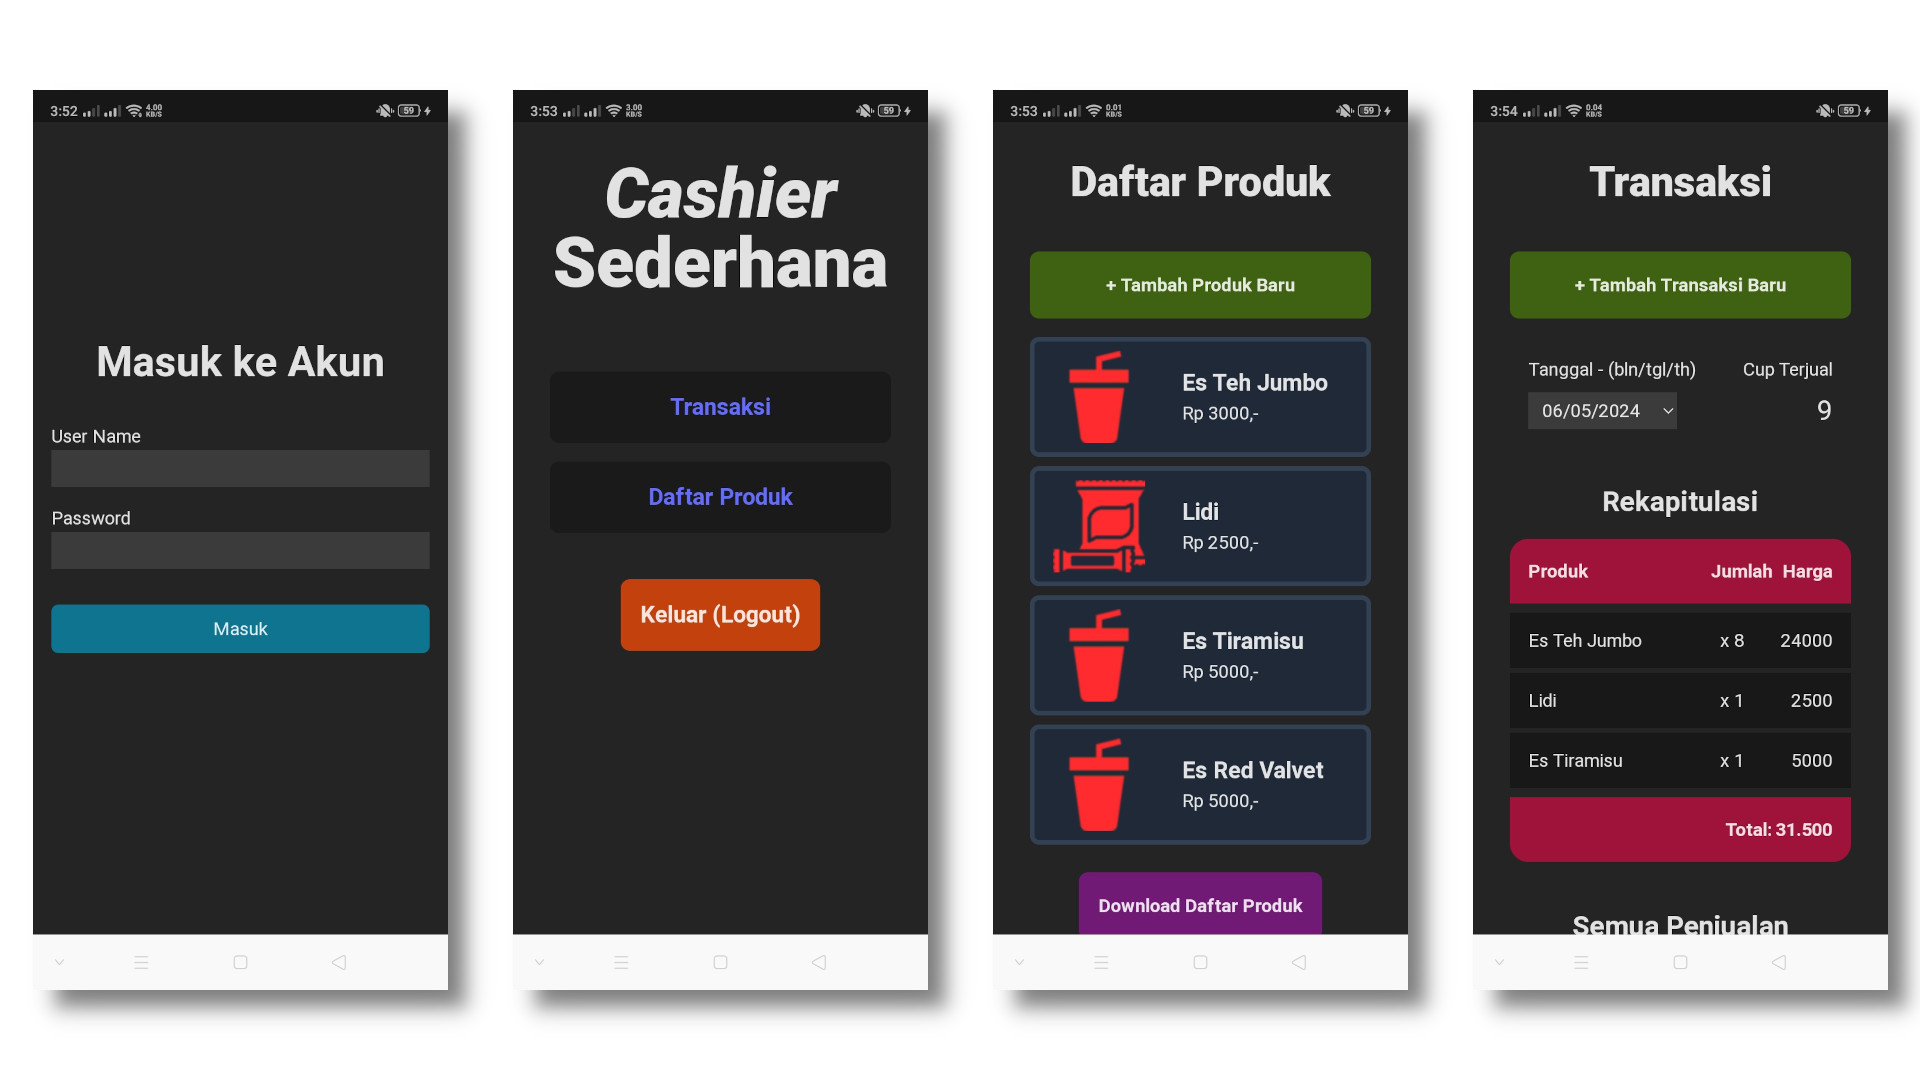 3:52
4.00
KB/S
59
Masuk ke Akun
User Name
Password
Masuk
3:53
3.00
KB/S
59
Cashier
Sederhana
Transaksi
Daftar Produk
Keluar (Logout)
3:53
0.01
KB/S
59
Daftar Produk
+ Tambah Produk Baru
Es Teh Jumbo
Rp 3000,-
Lidi
Rp 2500,-
Es Tiramisu
Rp 5000,-
Es Red Valvet
Rp 5000,-
Download Daftar Produk
3:54
0.04
KB/S
59
Transaksi
+ Tambah Transaksi Baru
Tanggal - (bln/tgl/th) Cup Terjual
06/05/2024 9
Rekapitulasi
Produk Jumlah Harga
Es Teh Jumbo x 8 24000
Lidi x 1 2500
Es Tiramisu x 1 5000
Total: 31.500
Semua Penjualan